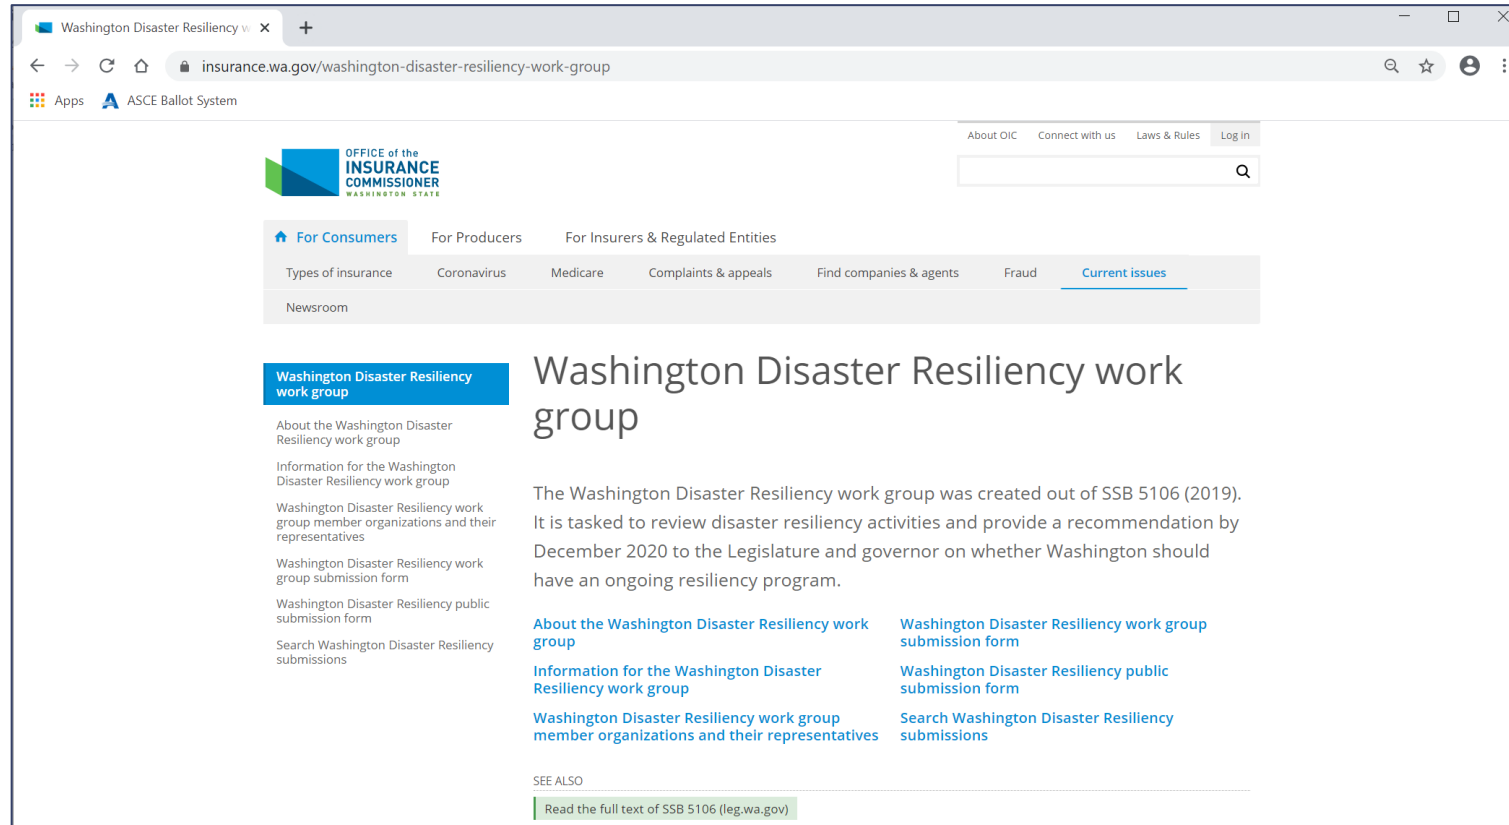 Washington Disaster Resiliency w
insurance.wa.gov/washington-disaster-resiliency-work-group
Apps ASCE Ballot System
About OIC Connect with us Laws & Rules Log in
OFFICE of the
INSURANCE
COMMISSIONER
WASHINGTON STATE
For Consumers For Producers For Insurers & Regulated Entities
Types of insurance Coronavirus Medicare Complaints & appeals Find companies & agents Fraud Current issues
Newsroom
Washington Disaster Resiliency
work group
About the Washington Disaster
Resiliency work group
Information for the Washington
Disaster Resiliency work group
Washington Disaster Resiliency work
group member organizations and their
representatives
Washington Disaster Resiliency work
group submission form
Washington Disaster Resiliency public
submission form
Search Washington Disaster Resiliency
submissions
Washington Disaster Resiliency work
group
The Washington Disaster Resiliency work group was created out of SSB 5106 (2019).
It is tasked to review disaster resiliency activities and provide a recommendation by
December 2020 to the Legislature and governor on whether Washington should
have an ongoing resiliency program.
About the Washington Disaster Resiliency work
group
Information for the Washington Disaster
Resiliency work group
Washington Disaster Resiliency work group
member organizations and their representatives
Washington Disaster Resiliency work group
submission form
Washington Disaster Resiliency public
submission form
Search Washington Disaster Resiliency
submissions
SEE ALSO
Read the full text of SSB 5106 (leg.wa.gov)